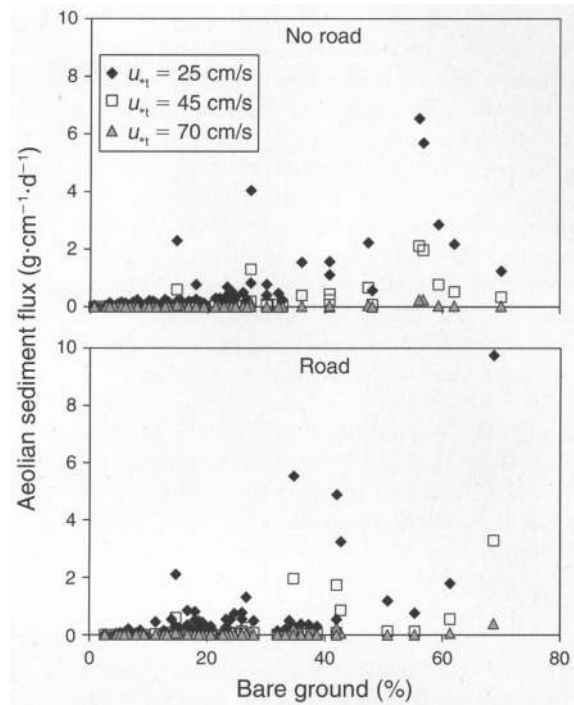 10
No road
u*t = 25 cm/s
u*t = 45 cm/s
u*t = 70 cm/s
8
6
4
2
0
Aeolian sediment flux (g·cm⁻¹·d⁻¹)
10
Road
8
6
4
2
0
0 20 40 60 80
Bare ground (%)